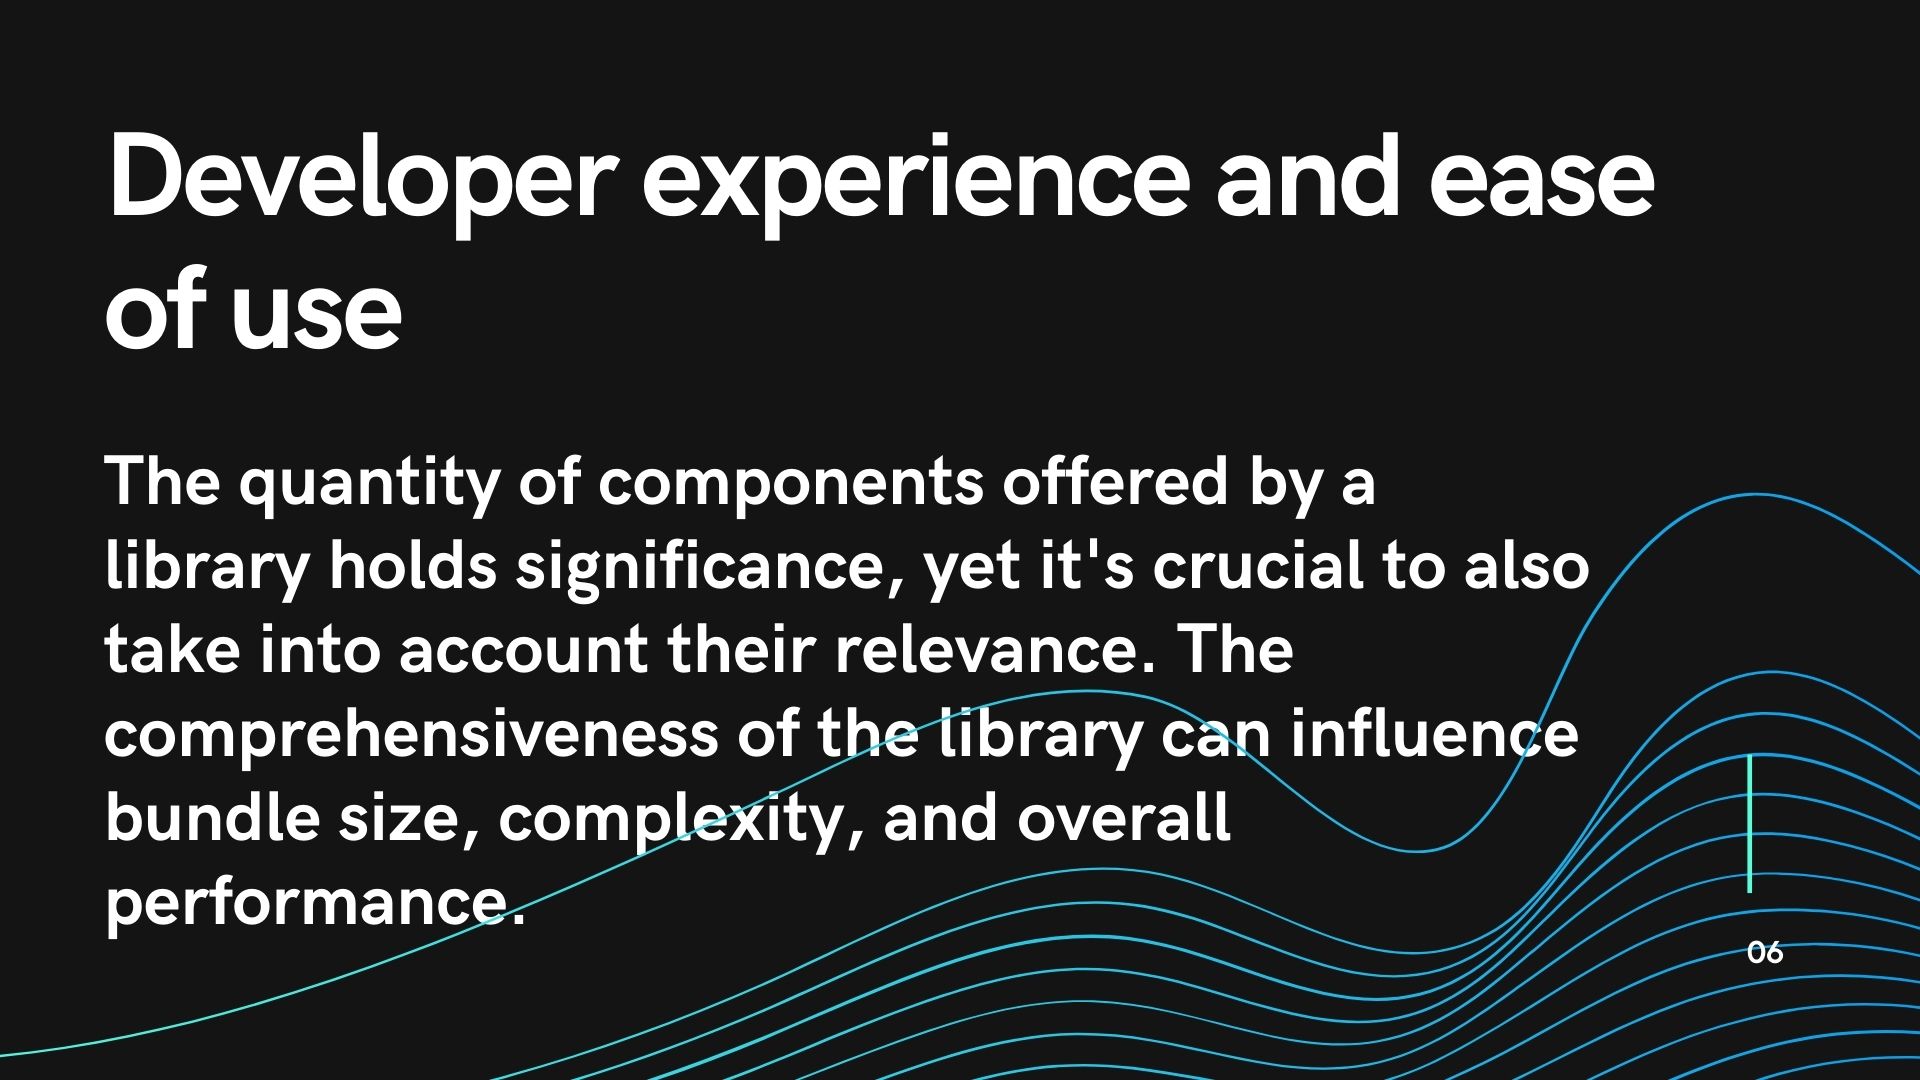 Developer experience and ease
of use
The quantity of components offered by a
library holds significance, yet it's crucial to also
take into account their relevance. The
comprehensiveness of the library can influence
bundle size, complexity, and overall
performance.
06